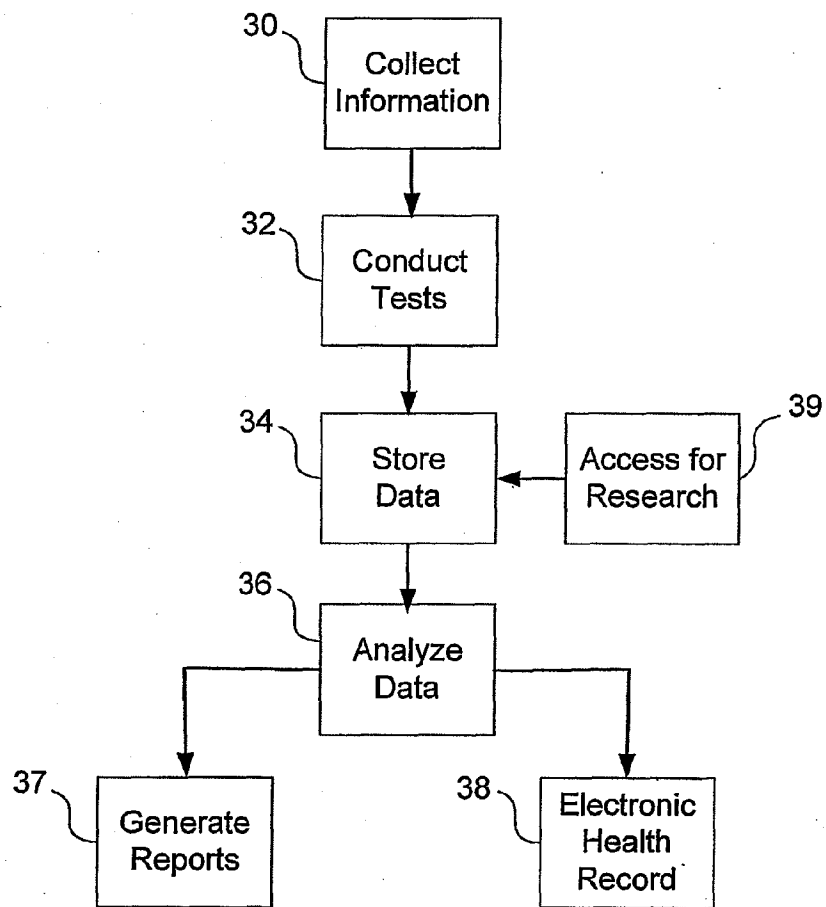 30
Collect
Information
32
Conduct
Tests
34
Store
Data
39
Access for
Research
36
Analyze
Data
37
Generate
Reports
38
Electronic
Health
Record